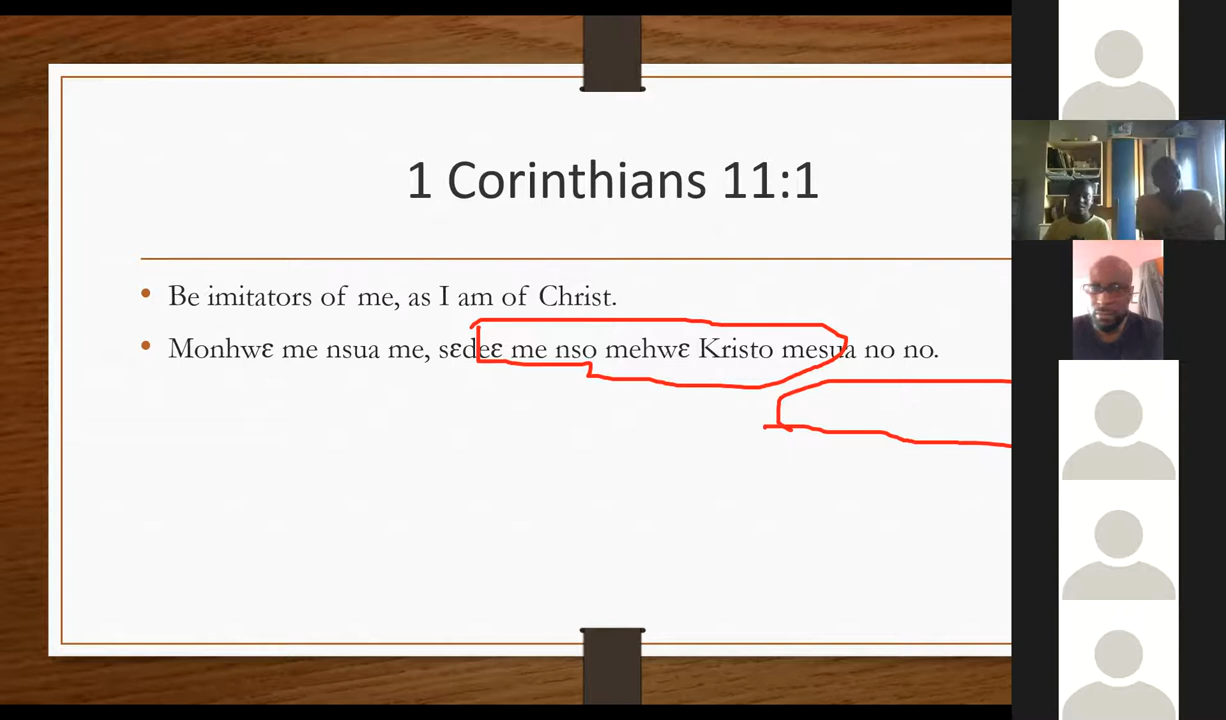 1 Corinthians 11:1
• Be imitators of me, as I am of Christ.
• Monhwɛ me nsua me, sɛdeɛ me nso mehwɛ Kristo mesua no no.